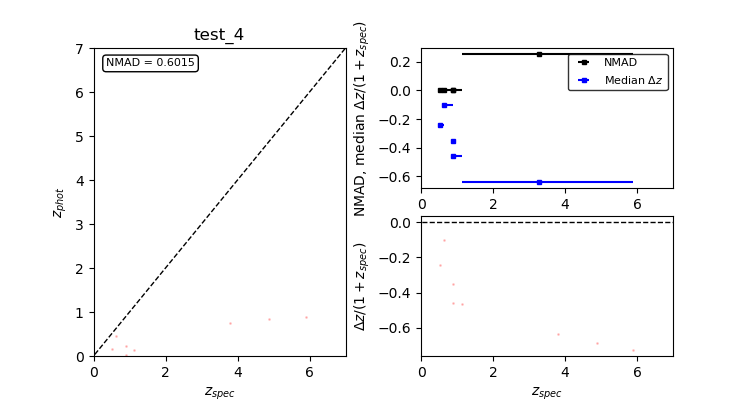 test_4
NMAD = 0.6015
7
6
5
4
3
2
1
0
z_phot
0 2 4 6
z_spec
NMAD, median Δz/(1 + z_spec)
0.2
0.0
−0.2
−0.4
−0.6
NMAD
Median Δz
0 2 4 6
Δz/(1 + z_spec)
0.0
−0.2
−0.4
−0.6
0 2 4 6
z_spec